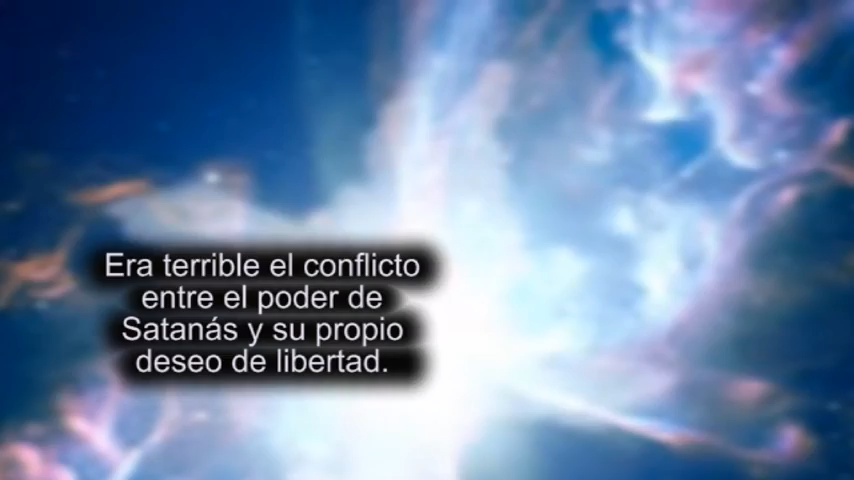 Era terrible el conflicto
entre el poder de
Satanás y su propio
deseo de libertad.